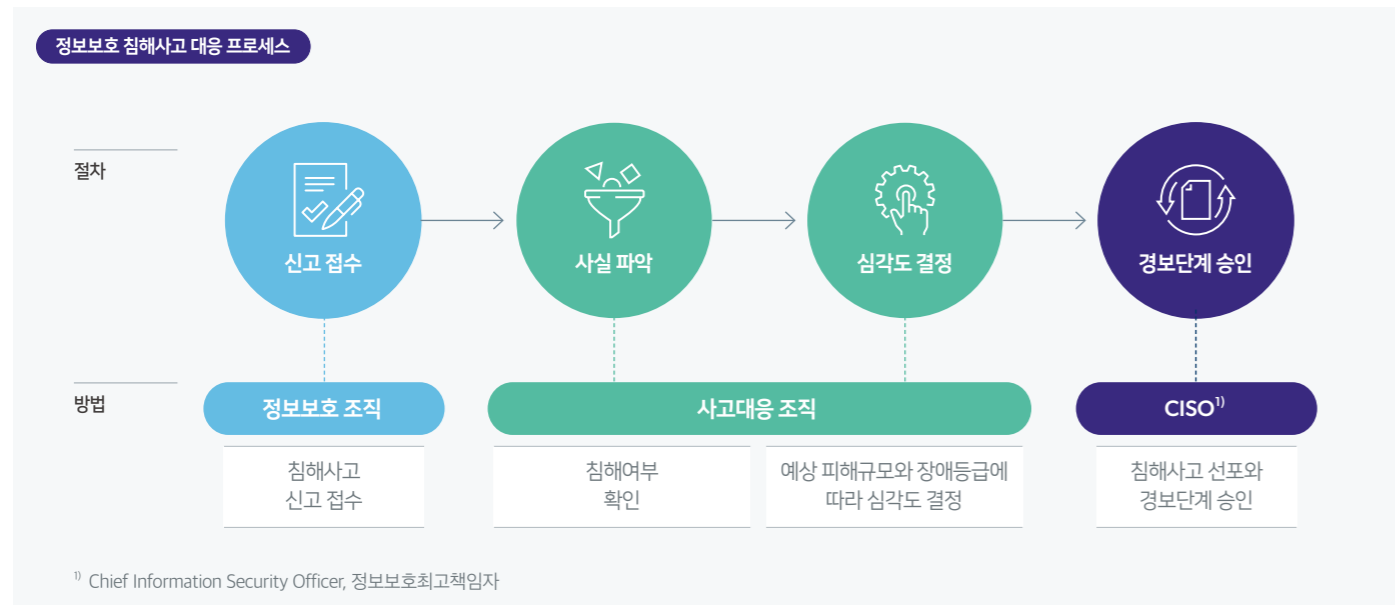 정보보호 침해사고 대응 프로세스
절차
신고 접수
사실 파악
심각도 결정
경보단계 승인
방법
정보보호 조직
사고대응 조직
CISO¹⁾
침해사고
신고 접수
침해여부
확인
예상 피해규모와 장애등급에
따라 심각도 결정
침해사고 선포와
경보단계 승인
¹⁾ Chief Information Security Officer, 정보보호최고책임자